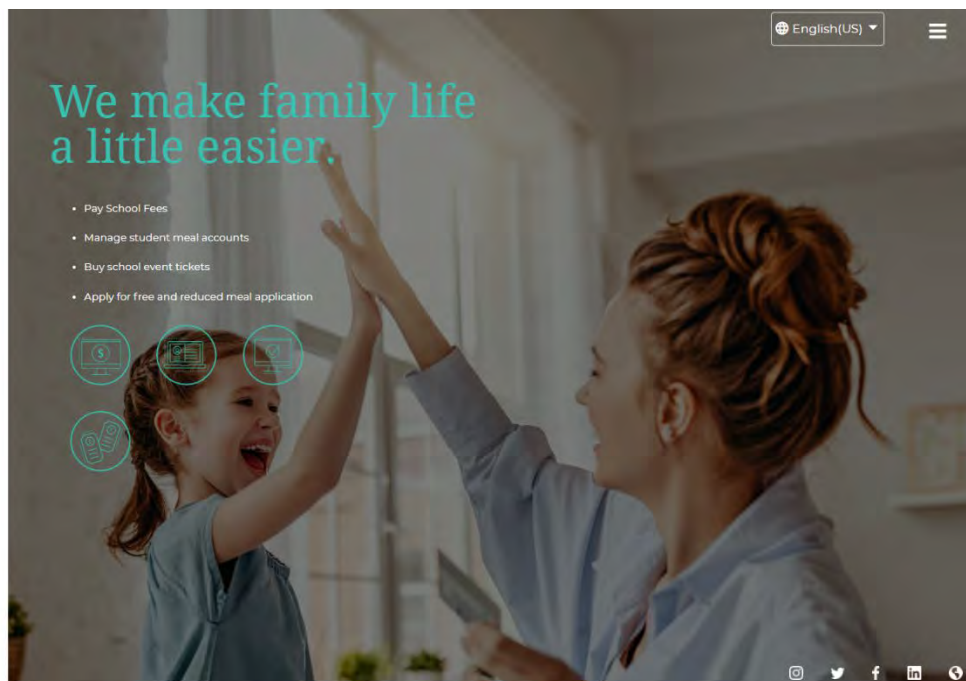 English(US)
We make family life
a little easier.
Pay School Fees
Manage student meal accounts
Buy school event tickets
Apply for free and reduced meal application